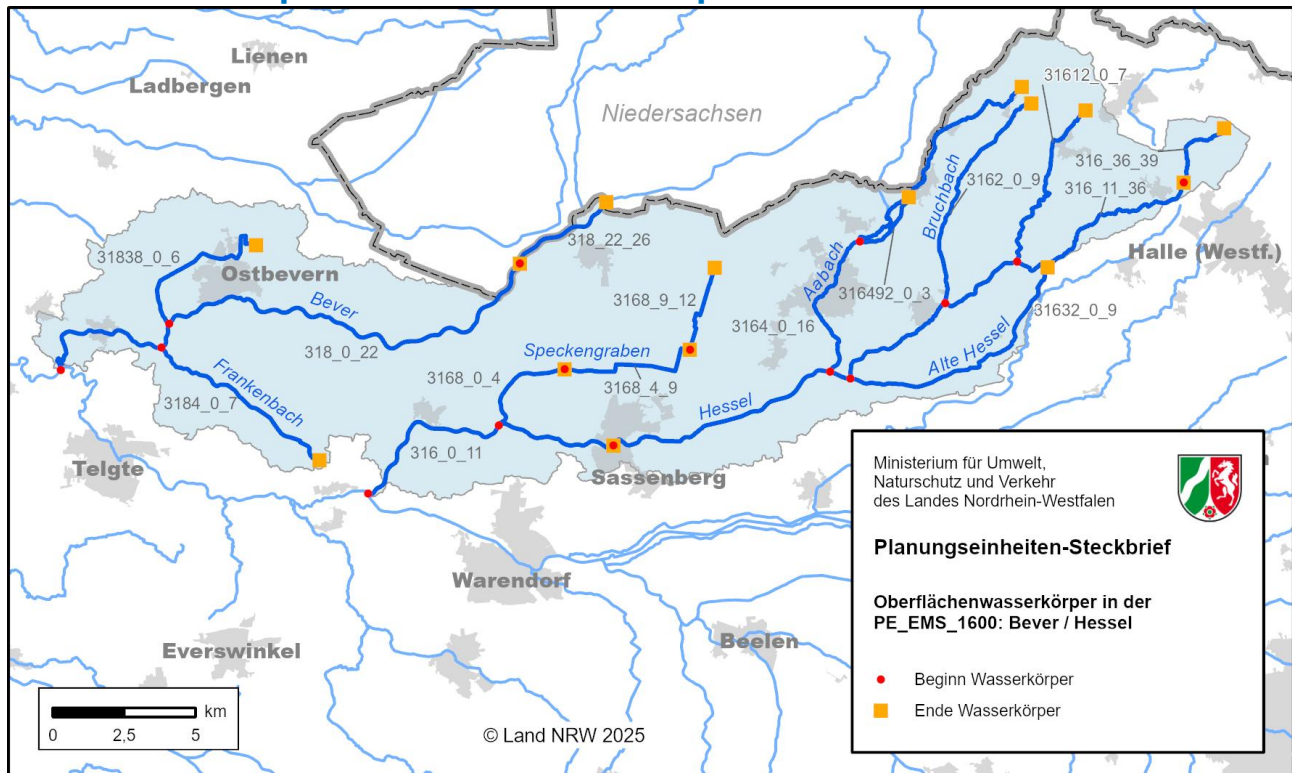 Lienen
Ladbergen
Niedersachsen
31612_0_7
316_36_39
316_11_36
3162_0_9
Bruchbach
Halle (Westf.)
318_22_26
31838_0_6
Ostbevern
Aabach
316492_0_3
3168_9_12
Bever
3164_0_16
31632_0_9
318_0_22
Speckengraben
Alte Hessel
Frankenbach
3168_0_4
3168_4_9
3184_0_7
Hessel
316_0_11
Telgte
Sassenberg
Warendorf
Everswinkel
Beelen
Ministerium für Umwelt,
Naturschutz und Verkehr
des Landes Nordrhein-Westfalen
Planungseinheiten-Steckbrief
Oberflächenwasserkörper in der
PE_EMS_1600: Bever / Hessel
Beginn Wasserkörper
Ende Wasserkörper
km
0 2,5 5
© Land NRW 2025